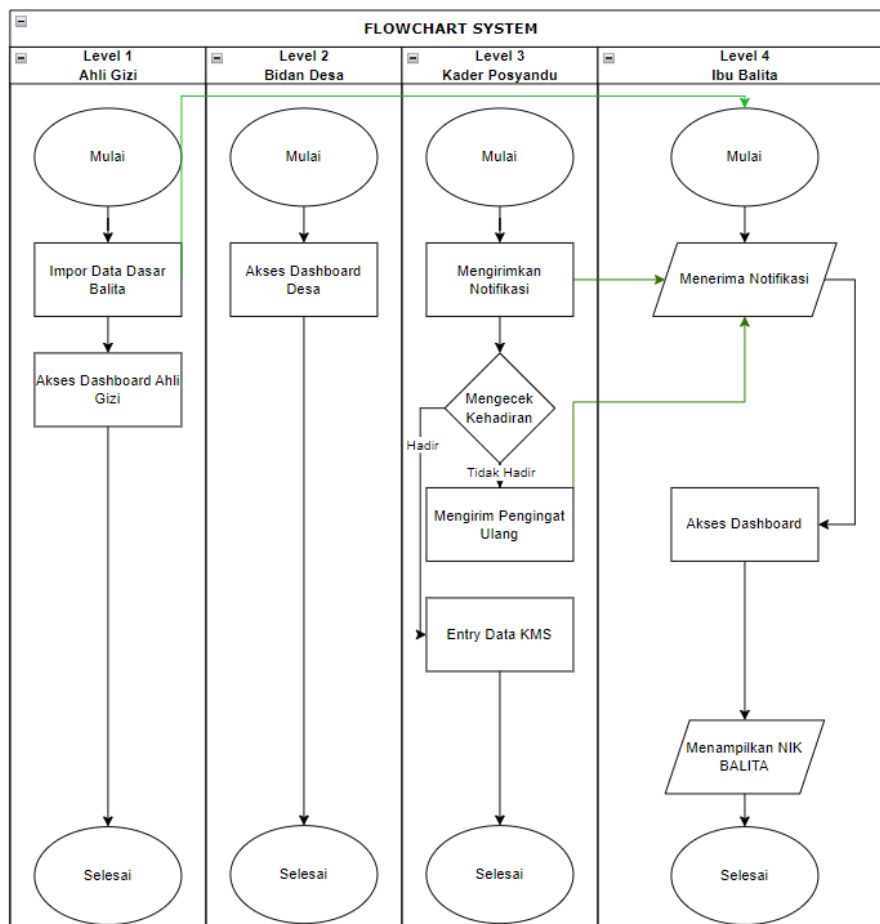 FLOWCHART SYSTEM
Level 1
Ahli Gizi
Level 2
Bidan Desa
Level 3
Kader Posyandu
Level 4
Ibu Balita
Mulai
Mulai
Mulai
Mulai
Impor Data Dasar
Balita
Akses Dashboard
Desa
Mengirimkan
Notifikasi
Menerima Notifikasi
Akses Dashboard Ahli
Gizi
Mengecek
Kehadiran
Hadir
Tidak Hadir
Mengirim Pengingat
Ulang
Akses Dashboard
Entry Data KMS
Menampilkan NIK
BALITA
Selesai
Selesai
Selesai
Selesai